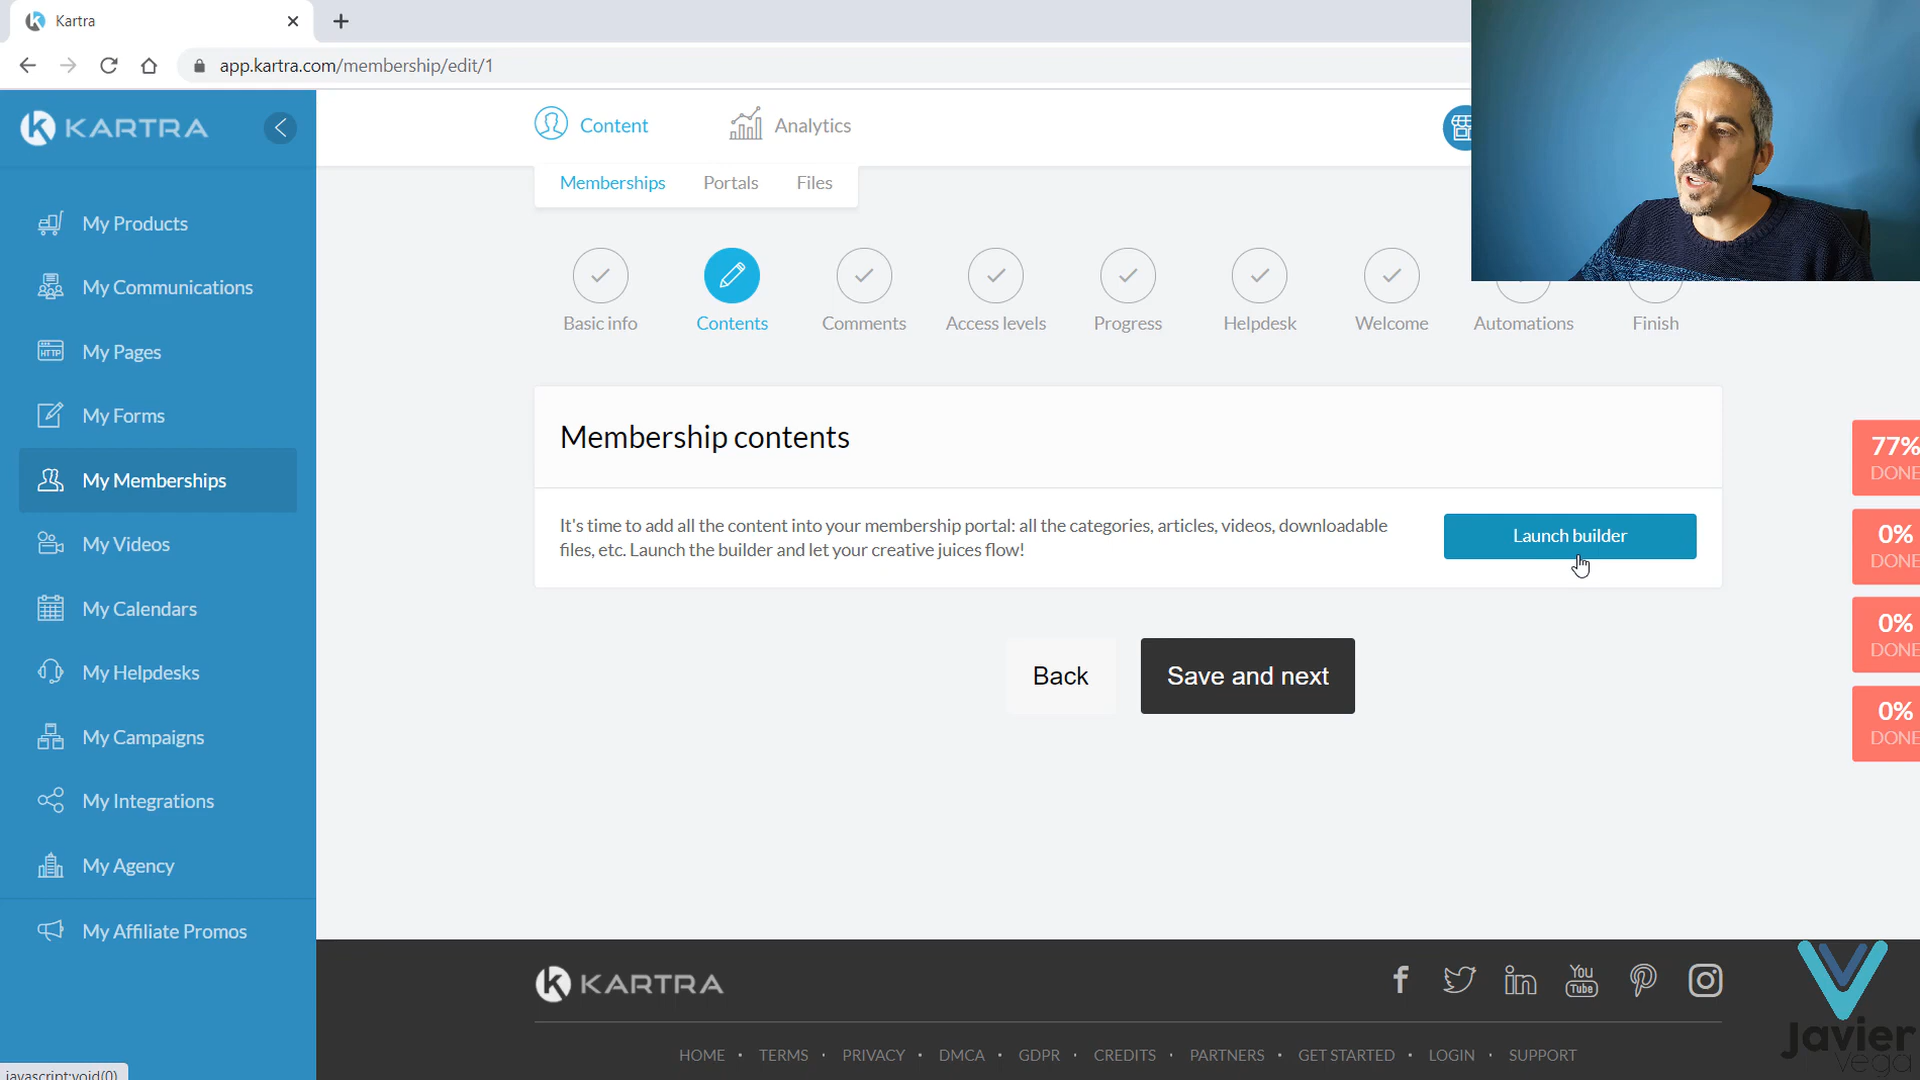 Kartra
app.kartra.com/membership/edit/1
KARTRA
Content
Analytics
Memberships
Portals
Files
My Products
My Communications
My Pages
My Forms
My Memberships
My Videos
My Calendars
My Helpdesks
My Campaigns
My Integrations
My Agency
My Affiliate Promos
Basic info
Contents
Comments
Access levels
Progress
Helpdesk
Welcome
Automations
Finish
Membership contents
It's time to add all the content into your membership portal: all the categories, articles, videos, downloadable
files, etc. Launch the builder and let your creative juices flow!
Launch builder
Back
Save and next
77%
DONE
0%
DONE
0%
DONE
0%
DONE
KARTRA
You
Tube
HOME • TERMS • PRIVACY • DMCA • GDPR • CREDITS • PARTNERS • GET STARTED • LOGIN • SUPPORT
Javier
Vega
javascript:void(0)